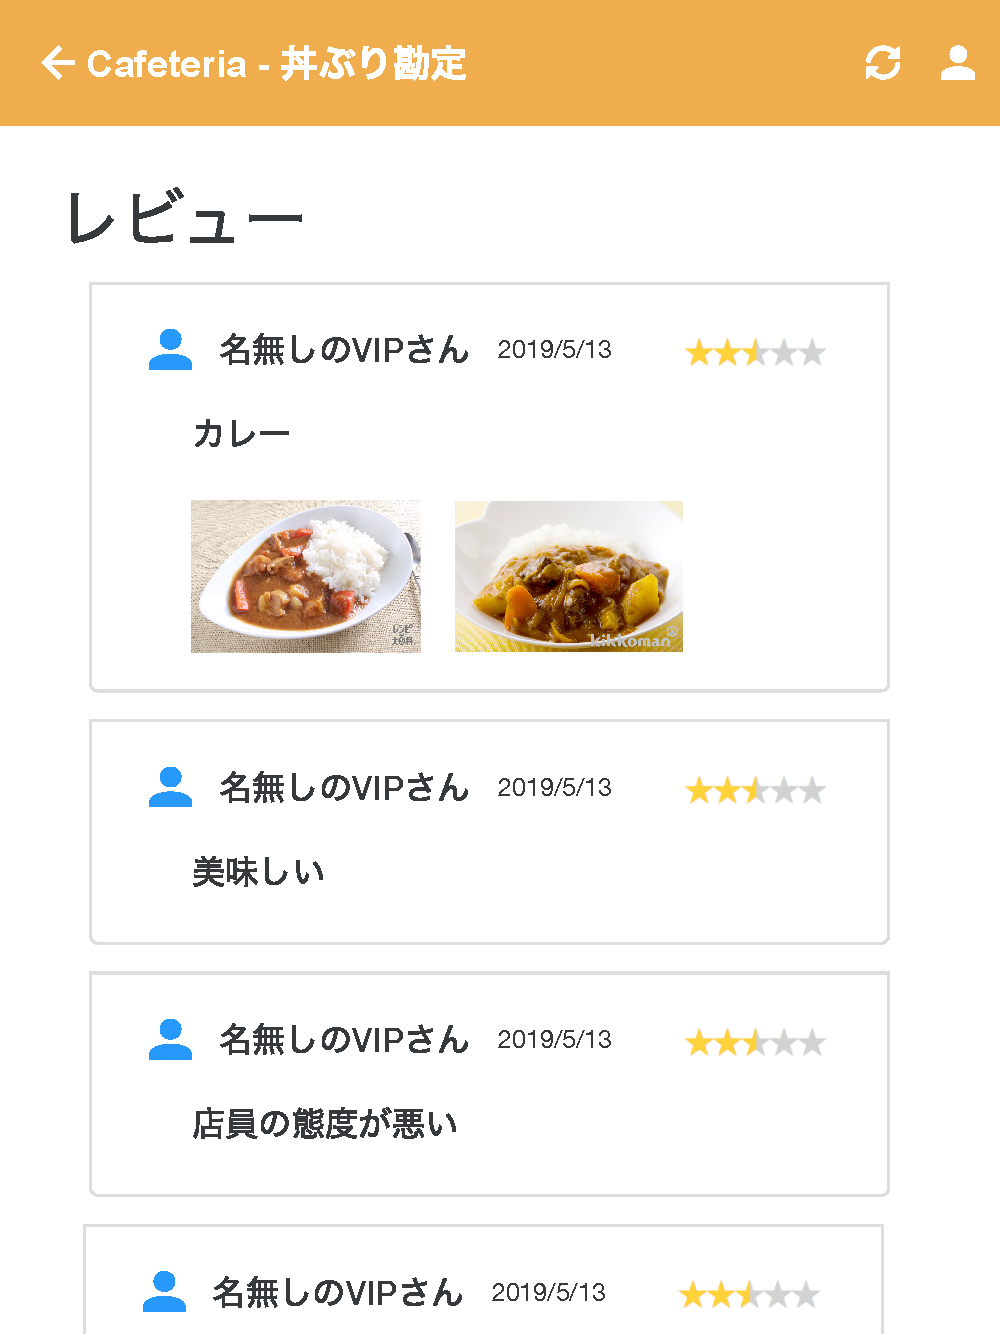 Cafeteria - 丼ぶり勘定
レビュー
名無しのVIPさん 2019/5/13
カレー
レシピ
大百科
kikkoman
名無しのVIPさん 2019/5/13
美味しい
名無しのVIPさん 2019/5/13
店員の態度が悪い
名無しのVIPさん 2019/5/13